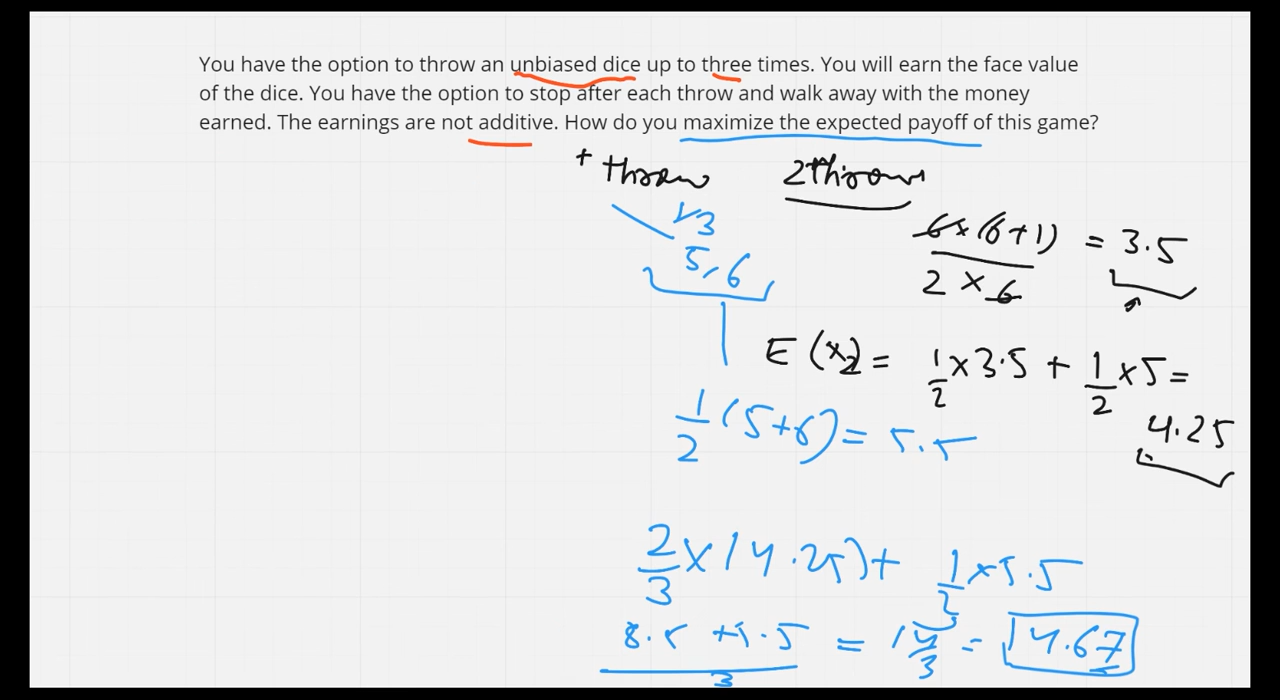 You have the option to throw an unbiased dice up to three times. You will earn the face value
of the dice. You have the option to stop after each throw and walk away with the money
earned. The earnings are not additive. How do you maximize the expected payoff of this game?
2 throws
1/3
5, 6
6 × (6+1) / 2 × 6 = 3.5
E (x2) = 1/2 × 3.5 + 1/2 × 5 =
4.25
1/2 (5+6) = 5.5
2/3 × (4.25) + × 5.5
8.5 + 5.5 / 3 = 14/3 = 4.67